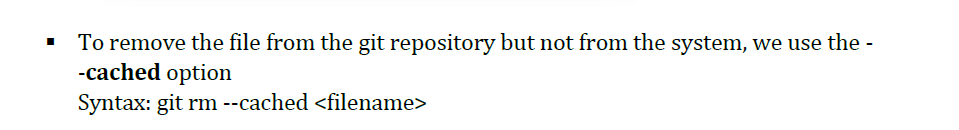 ▪ To remove the file from the git repository but not from the system, we use the -
-cached option
Syntax: git rm --cached <filename>